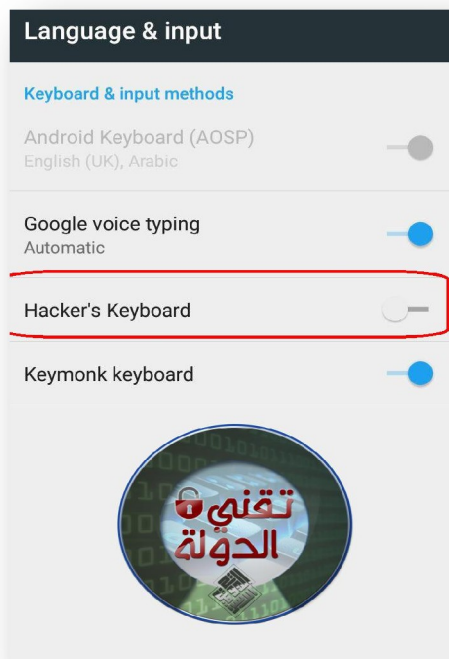 Language & input
Keyboard & input methods
Android Keyboard (AOSP)
English (UK), Arabic
Google voice typing
Automatic
Hacker's Keyboard
Keymonk keyboard
تقني
الدولة